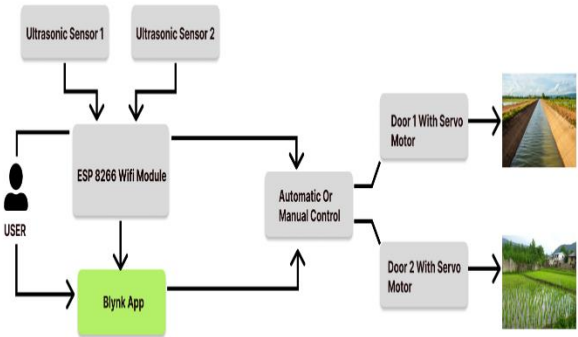 Ultrasonic Sensor 1
Ultrasonic Sensor 2
Door 1 With Servo
Motor
ESP 8266 Wifi Module
Automatic Or
Manual Control
USER
Door 2 With Servo
Motor
Blynk App